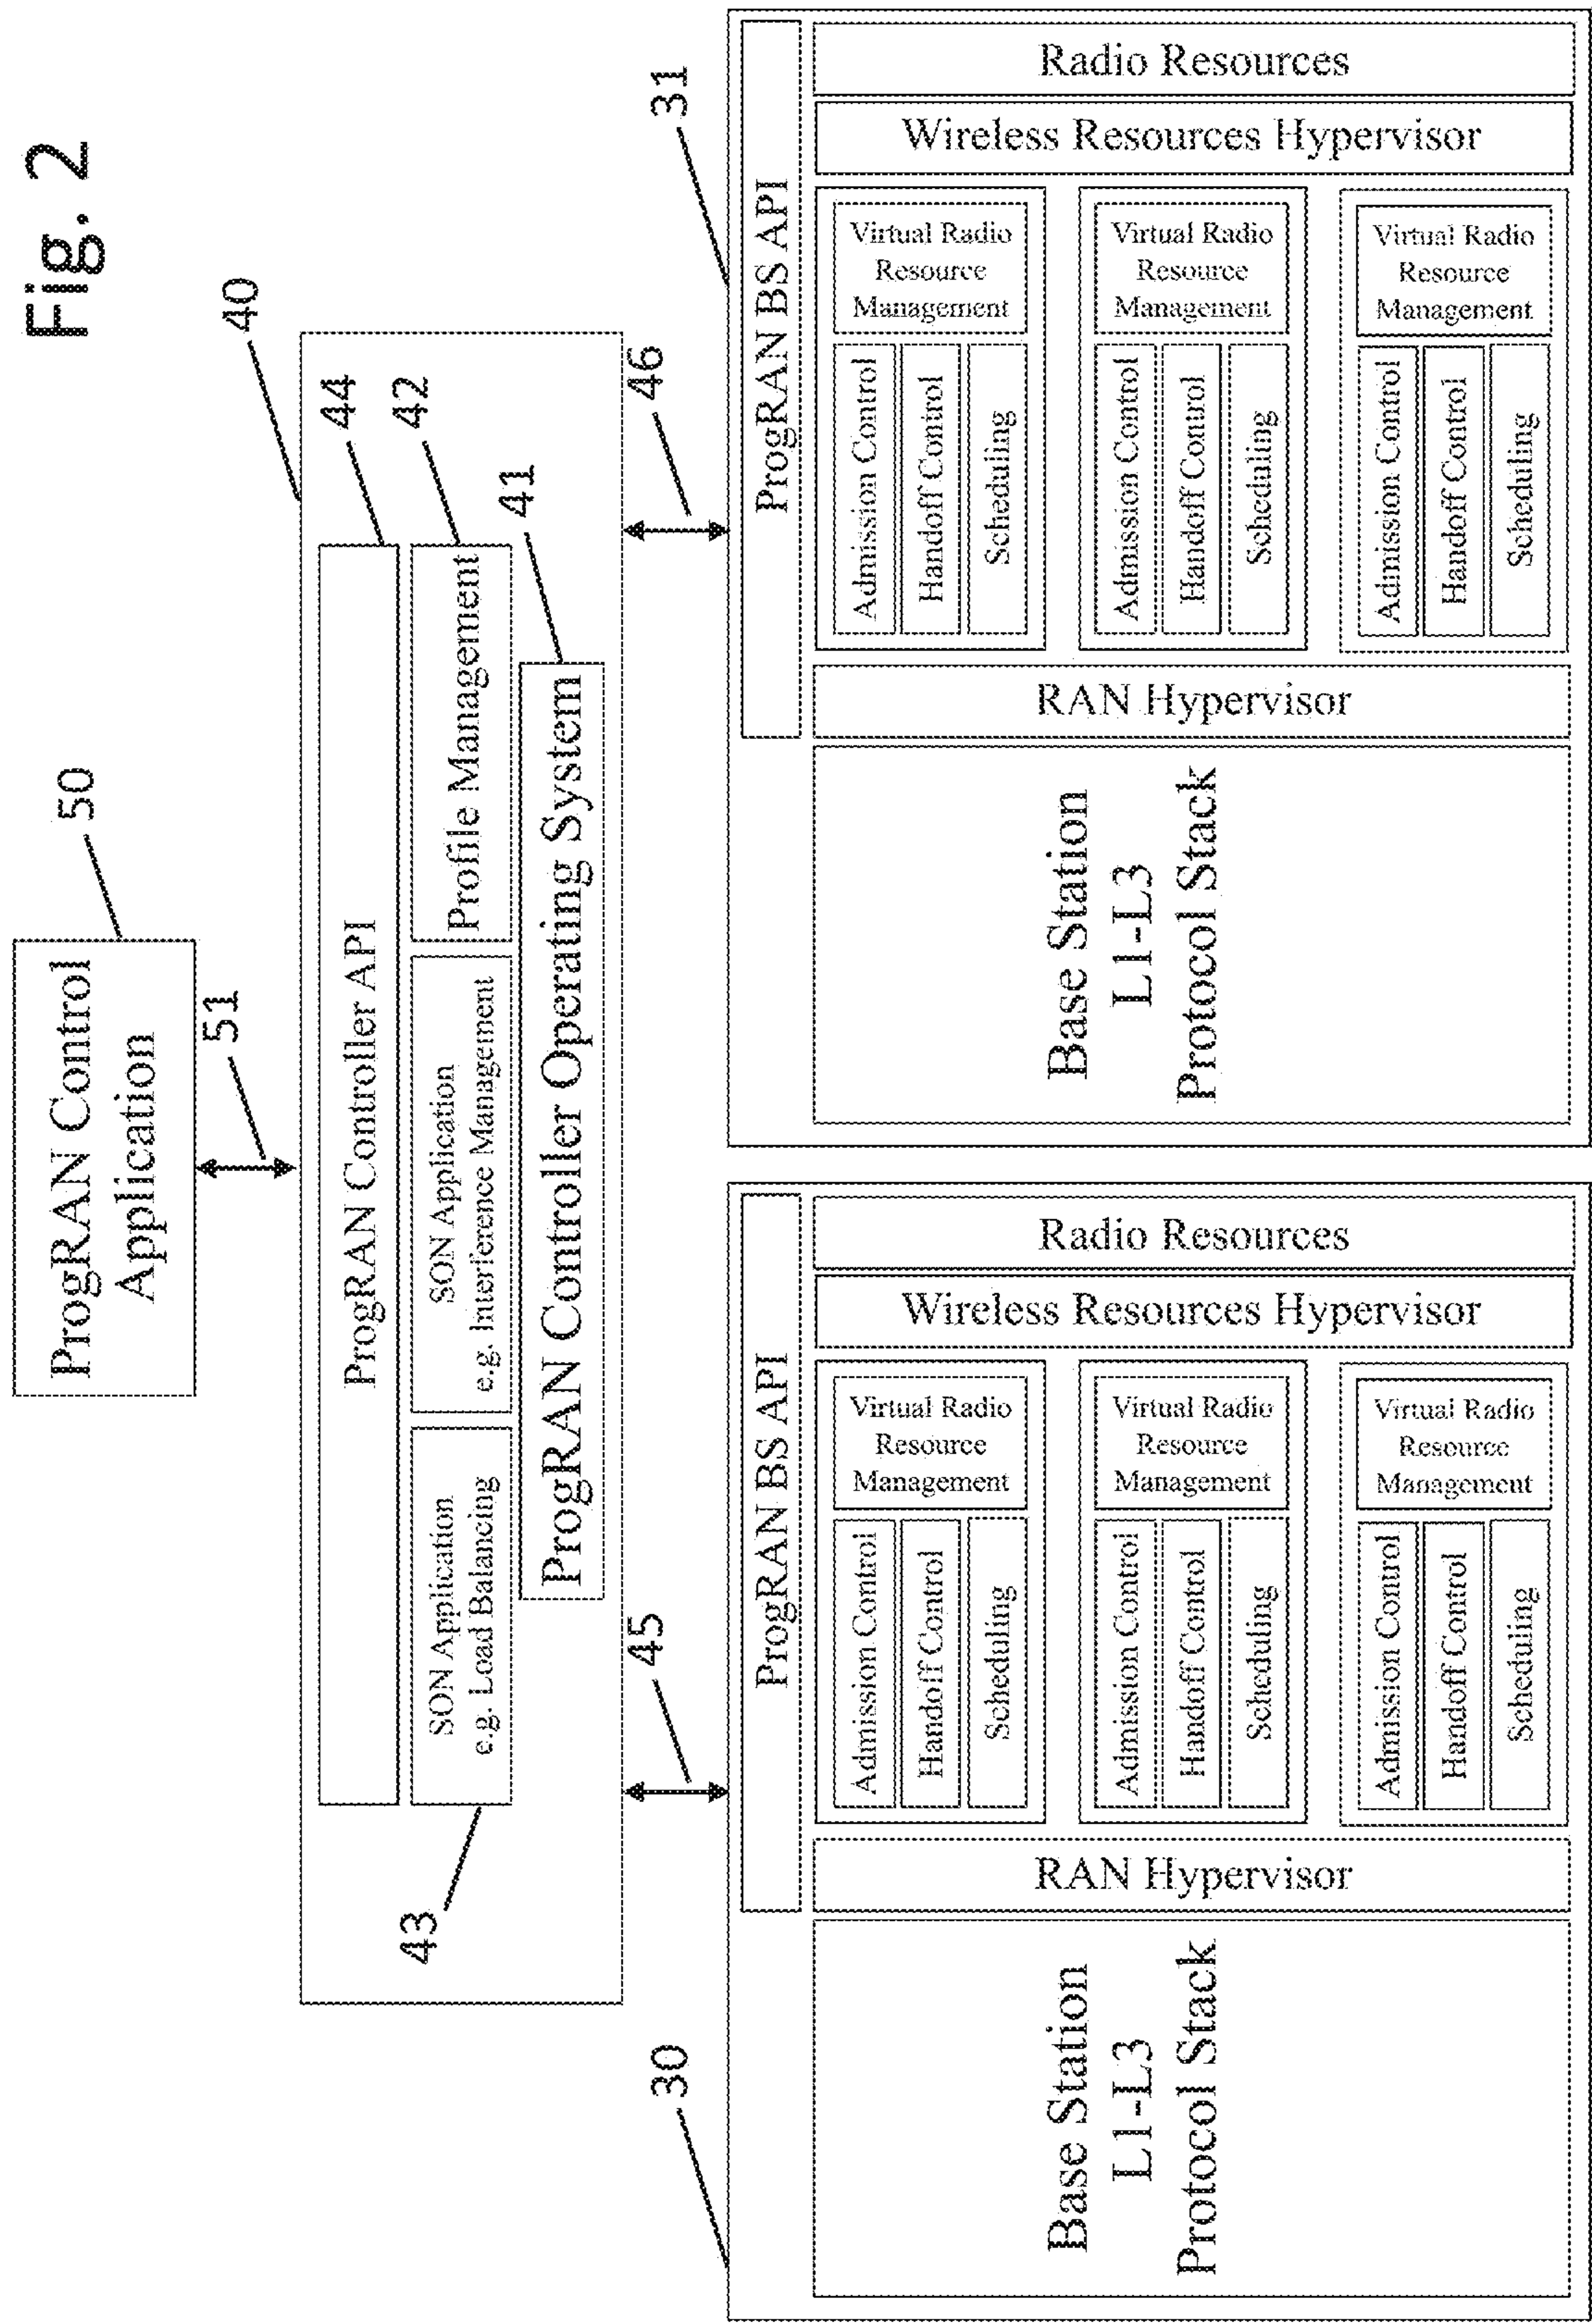 Fig. 2
ProgRAN Control
Application
50
51
40
ProgRAN Controller API
44
SON Application
e.g. Load Balancing
43
SON Application
e.g. Interference Management
Profile Management
42
ProgRAN Controller Operating System
41
45
46
30
ProgRAN BS API
Base Station
L1-L3
Protocol Stack
RAN Hypervisor
Admission Control
Handoff Control
Scheduling
Virtual Radio
Resource
Management
Admission Control
Handoff Control
Scheduling
Virtual Radio
Resource
Management
Admission Control
Handoff Control
Scheduling
Virtual Radio
Resource
Management
Wireless Resources Hypervisor
Radio Resources
31
ProgRAN BS API
Base Station
L1-L3
Protocol Stack
RAN Hypervisor
Admission Control
Handoff Control
Scheduling
Virtual Radio
Resource
Management
Admission Control
Handoff Control
Scheduling
Virtual Radio
Resource
Management
Admission Control
Handoff Control
Scheduling
Virtual Radio
Resource
Management
Wireless Resources Hypervisor
Radio Resources